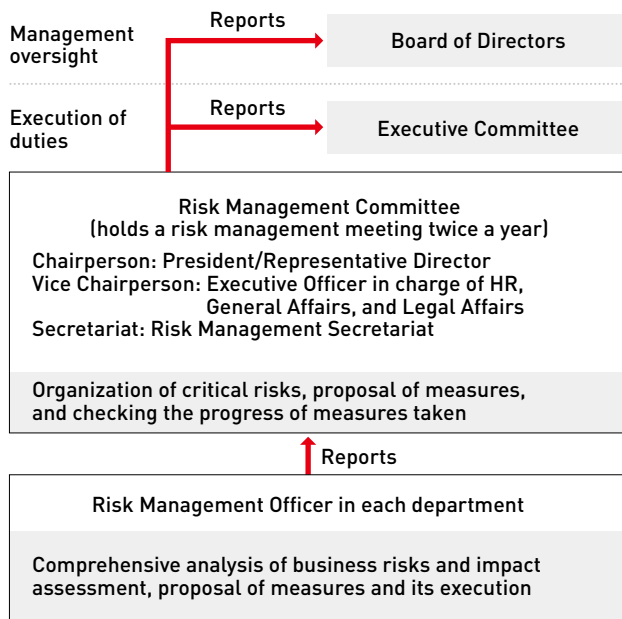 Management
oversight
Reports
Board of Directors
Execution of
duties
Reports
Executive Committee
Risk Management Committee
(holds a risk management meeting twice a year)
Chairperson: President/Representative Director
Vice Chairperson: Executive Officer in charge of HR,
General Affairs, and Legal Affairs
Secretariat: Risk Management Secretariat
Organization of critical risks, proposal of measures,
and checking the progress of measures taken
Reports
Risk Management Officer in each department
Comprehensive analysis of business risks and impact
assessment, proposal of measures and its execution